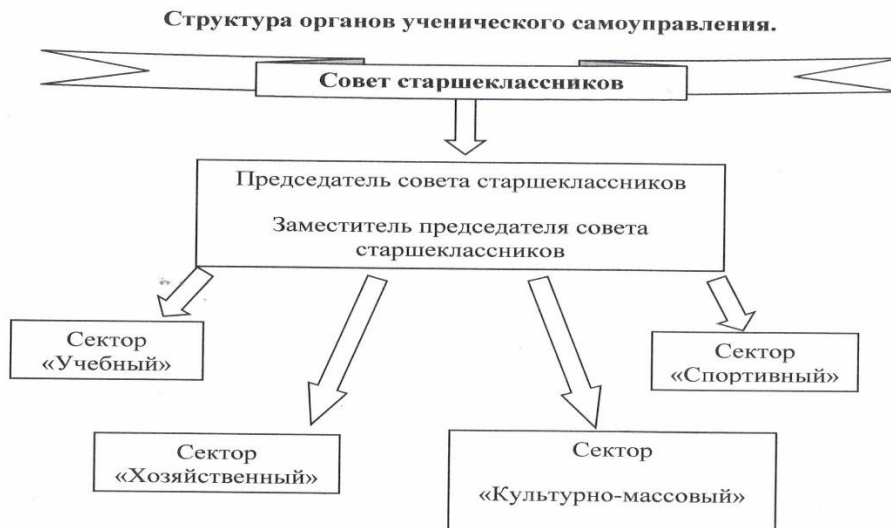 Структура органов ученического самоуправления.
Совет старшеклассников
Председатель совета старшеклассников
Заместитель председателя совета
старшеклассников
Сектор
«Учебный»
Сектор
«Спортивный»
Сектор
«Хозяйственный»
Сектор
«Культурно-массовый»